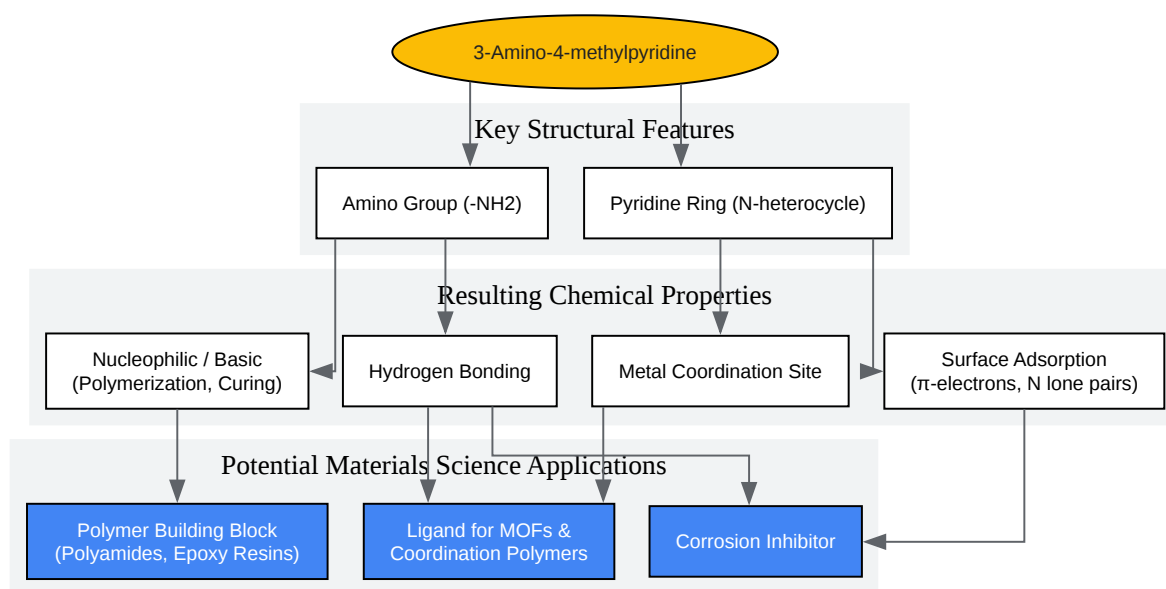 3-Amino-4-methylpyridine
Key Structural Features
Amino Group (-NH2)
Pyridine Ring (N-heterocycle)
Resulting Chemical Properties
Nucleophilic / Basic
(Polymerization, Curing)
Hydrogen Bonding
Metal Coordination Site
Surface Adsorption
(π-electrons, N lone pairs)
Potential Materials Science Applications
Polymer Building Block
(Polyamides, Epoxy Resins)
Ligand for MOFs &
Coordination Polymers
Corrosion Inhibitor